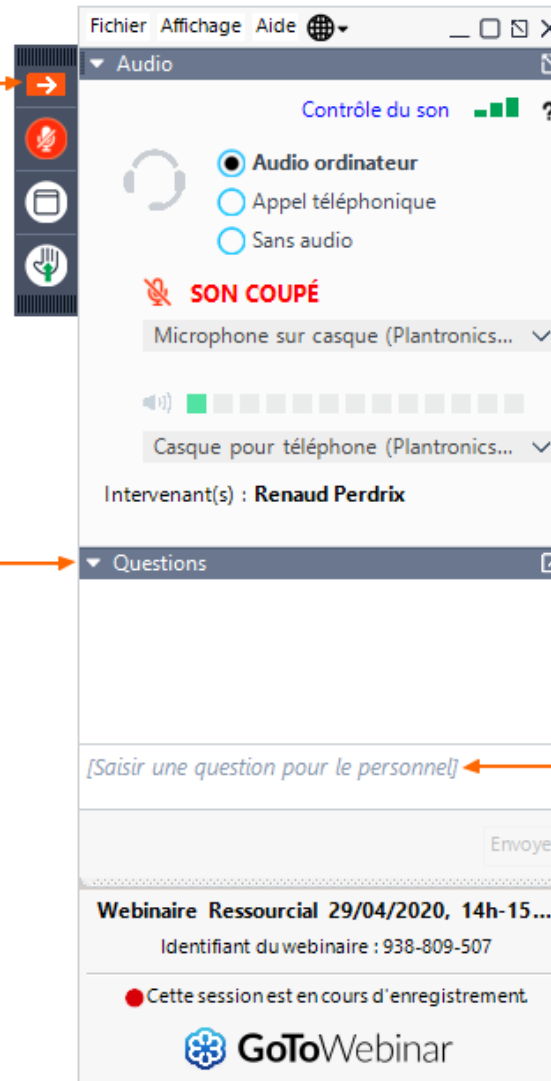 Fichier Affichage Aide
Audio
Contrôle du son ?
Audio ordinateur
Appel téléphonique
Sans audio
SON COUPÉ
Microphone sur casque (Plantronics...
Casque pour téléphone (Plantronics...
Intervenant(s) : Renaud Perdrix
Questions
[Saisir une question pour le personnel]
Envoye
Webinaire Ressourcial 29/04/2020, 14h-15...
Identifiant du webinaire : 938-809-507
Cette session est en cours d'enregistrement.
GoToWebinar